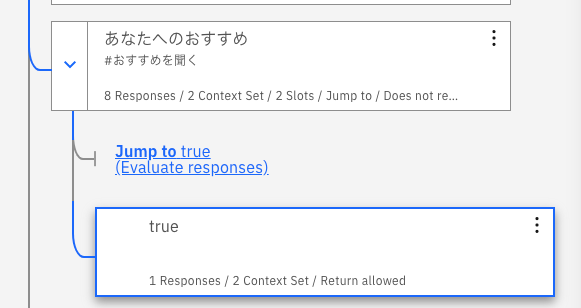 あなたへのおすすめ
#おすすめを聞く
8 Responses / 2 Context Set / 2 Slots / Jump to / Does not re...
Jump to true
(Evaluate responses)
true
1 Responses / 2 Context Set / Return allowed